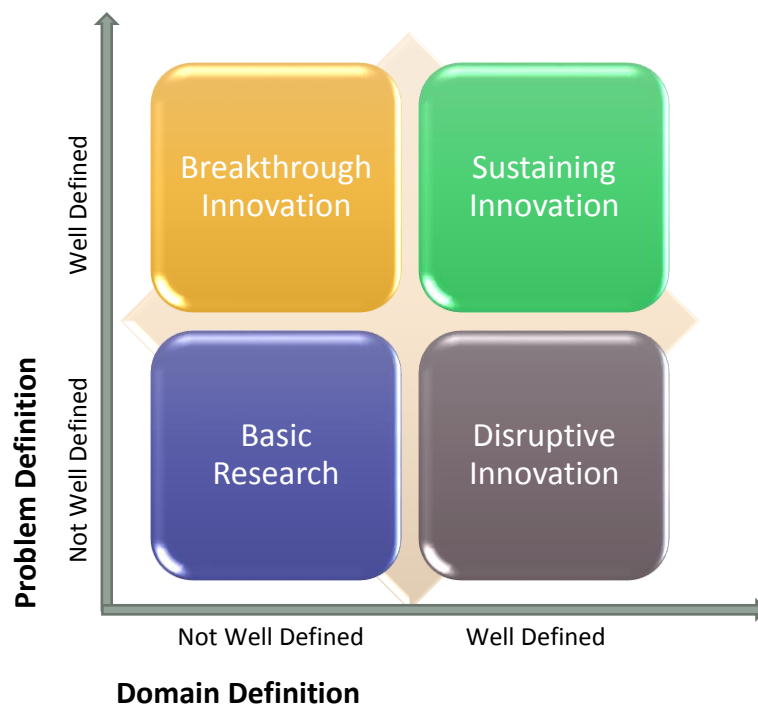 Problem Definition
Well Defined
Not Well Defined
Breakthrough
Innovation
Sustaining
Innovation
Basic
Research
Disruptive
Innovation
Not Well Defined
Well Defined
Domain Definition